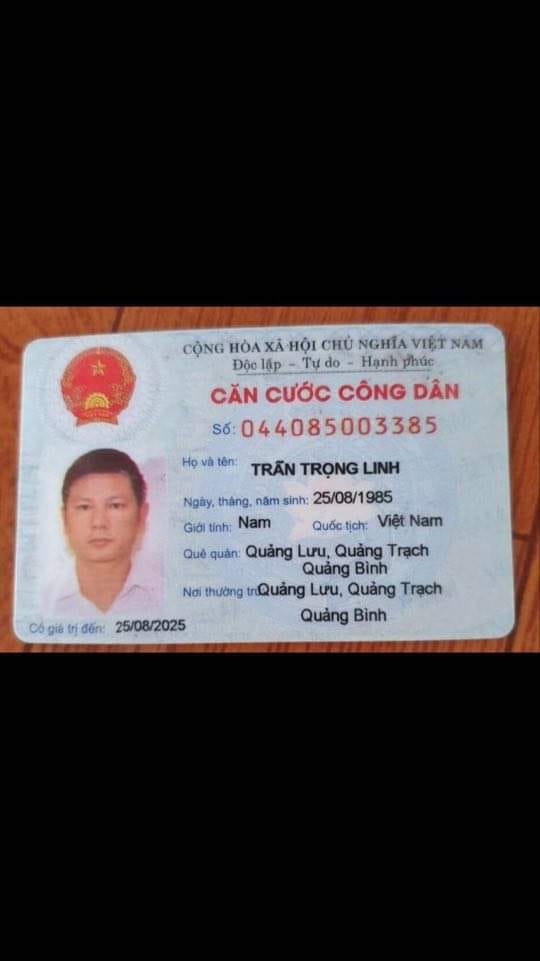 CỘNG HÒA XÃ HỘI CHỦ NGHĨA VIỆT NAM
Độc lập - Tự do - Hạnh phúc
CĂN CƯỚC CÔNG DÂN
Số: 044085003385
Họ và tên: TRẦN TRỌNG LINH
Ngày, tháng, năm sinh: 25/08/1985
Giới tính: Nam Quốc tịch: Việt Nam
Quê quán: Quảng Lưu, Quảng Trạch
Quảng Bình
Nơi thường trú Quảng Lưu, Quảng Trạch
Quảng Bình
Có giá trị đến: 25/08/2025